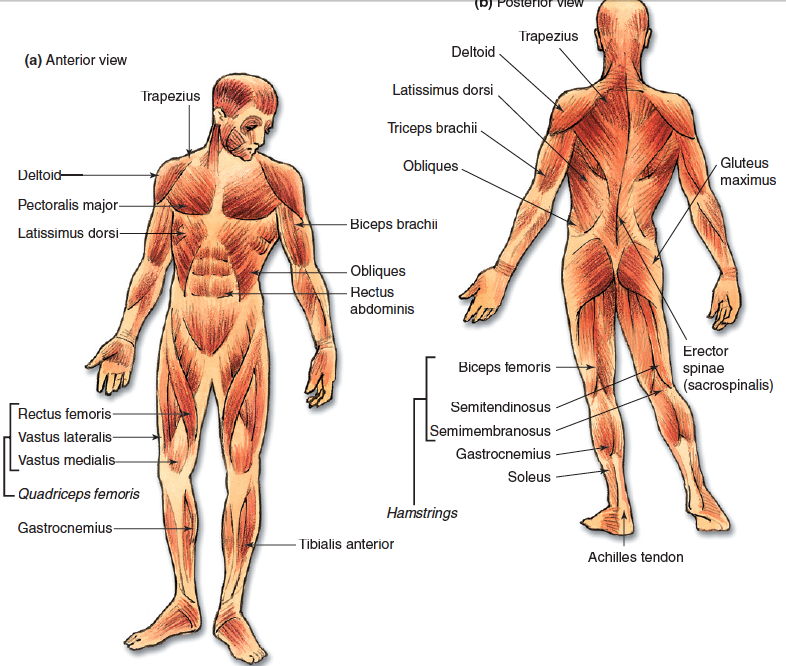 (a) Anterior view
Trapezius
Deltoid
Pectoralis major
Latissimus dorsi
Biceps brachii
Obliques
Rectus
abdominis
Rectus femoris
Vastus lateralis
Vastus medialis
Quadriceps femoris
Gastrocnemius
Tibialis anterior
(b) Posterior view
Trapezius
Deltoid
Latissimus dorsi
Triceps brachii
Obliques
Gluteus
maximus
Erector
spinae
(sacrospinalis)
Biceps femoris
Semitendinosus
Semimembranosus
Gastrocnemius
Soleus
Hamstrings
Achilles tendon